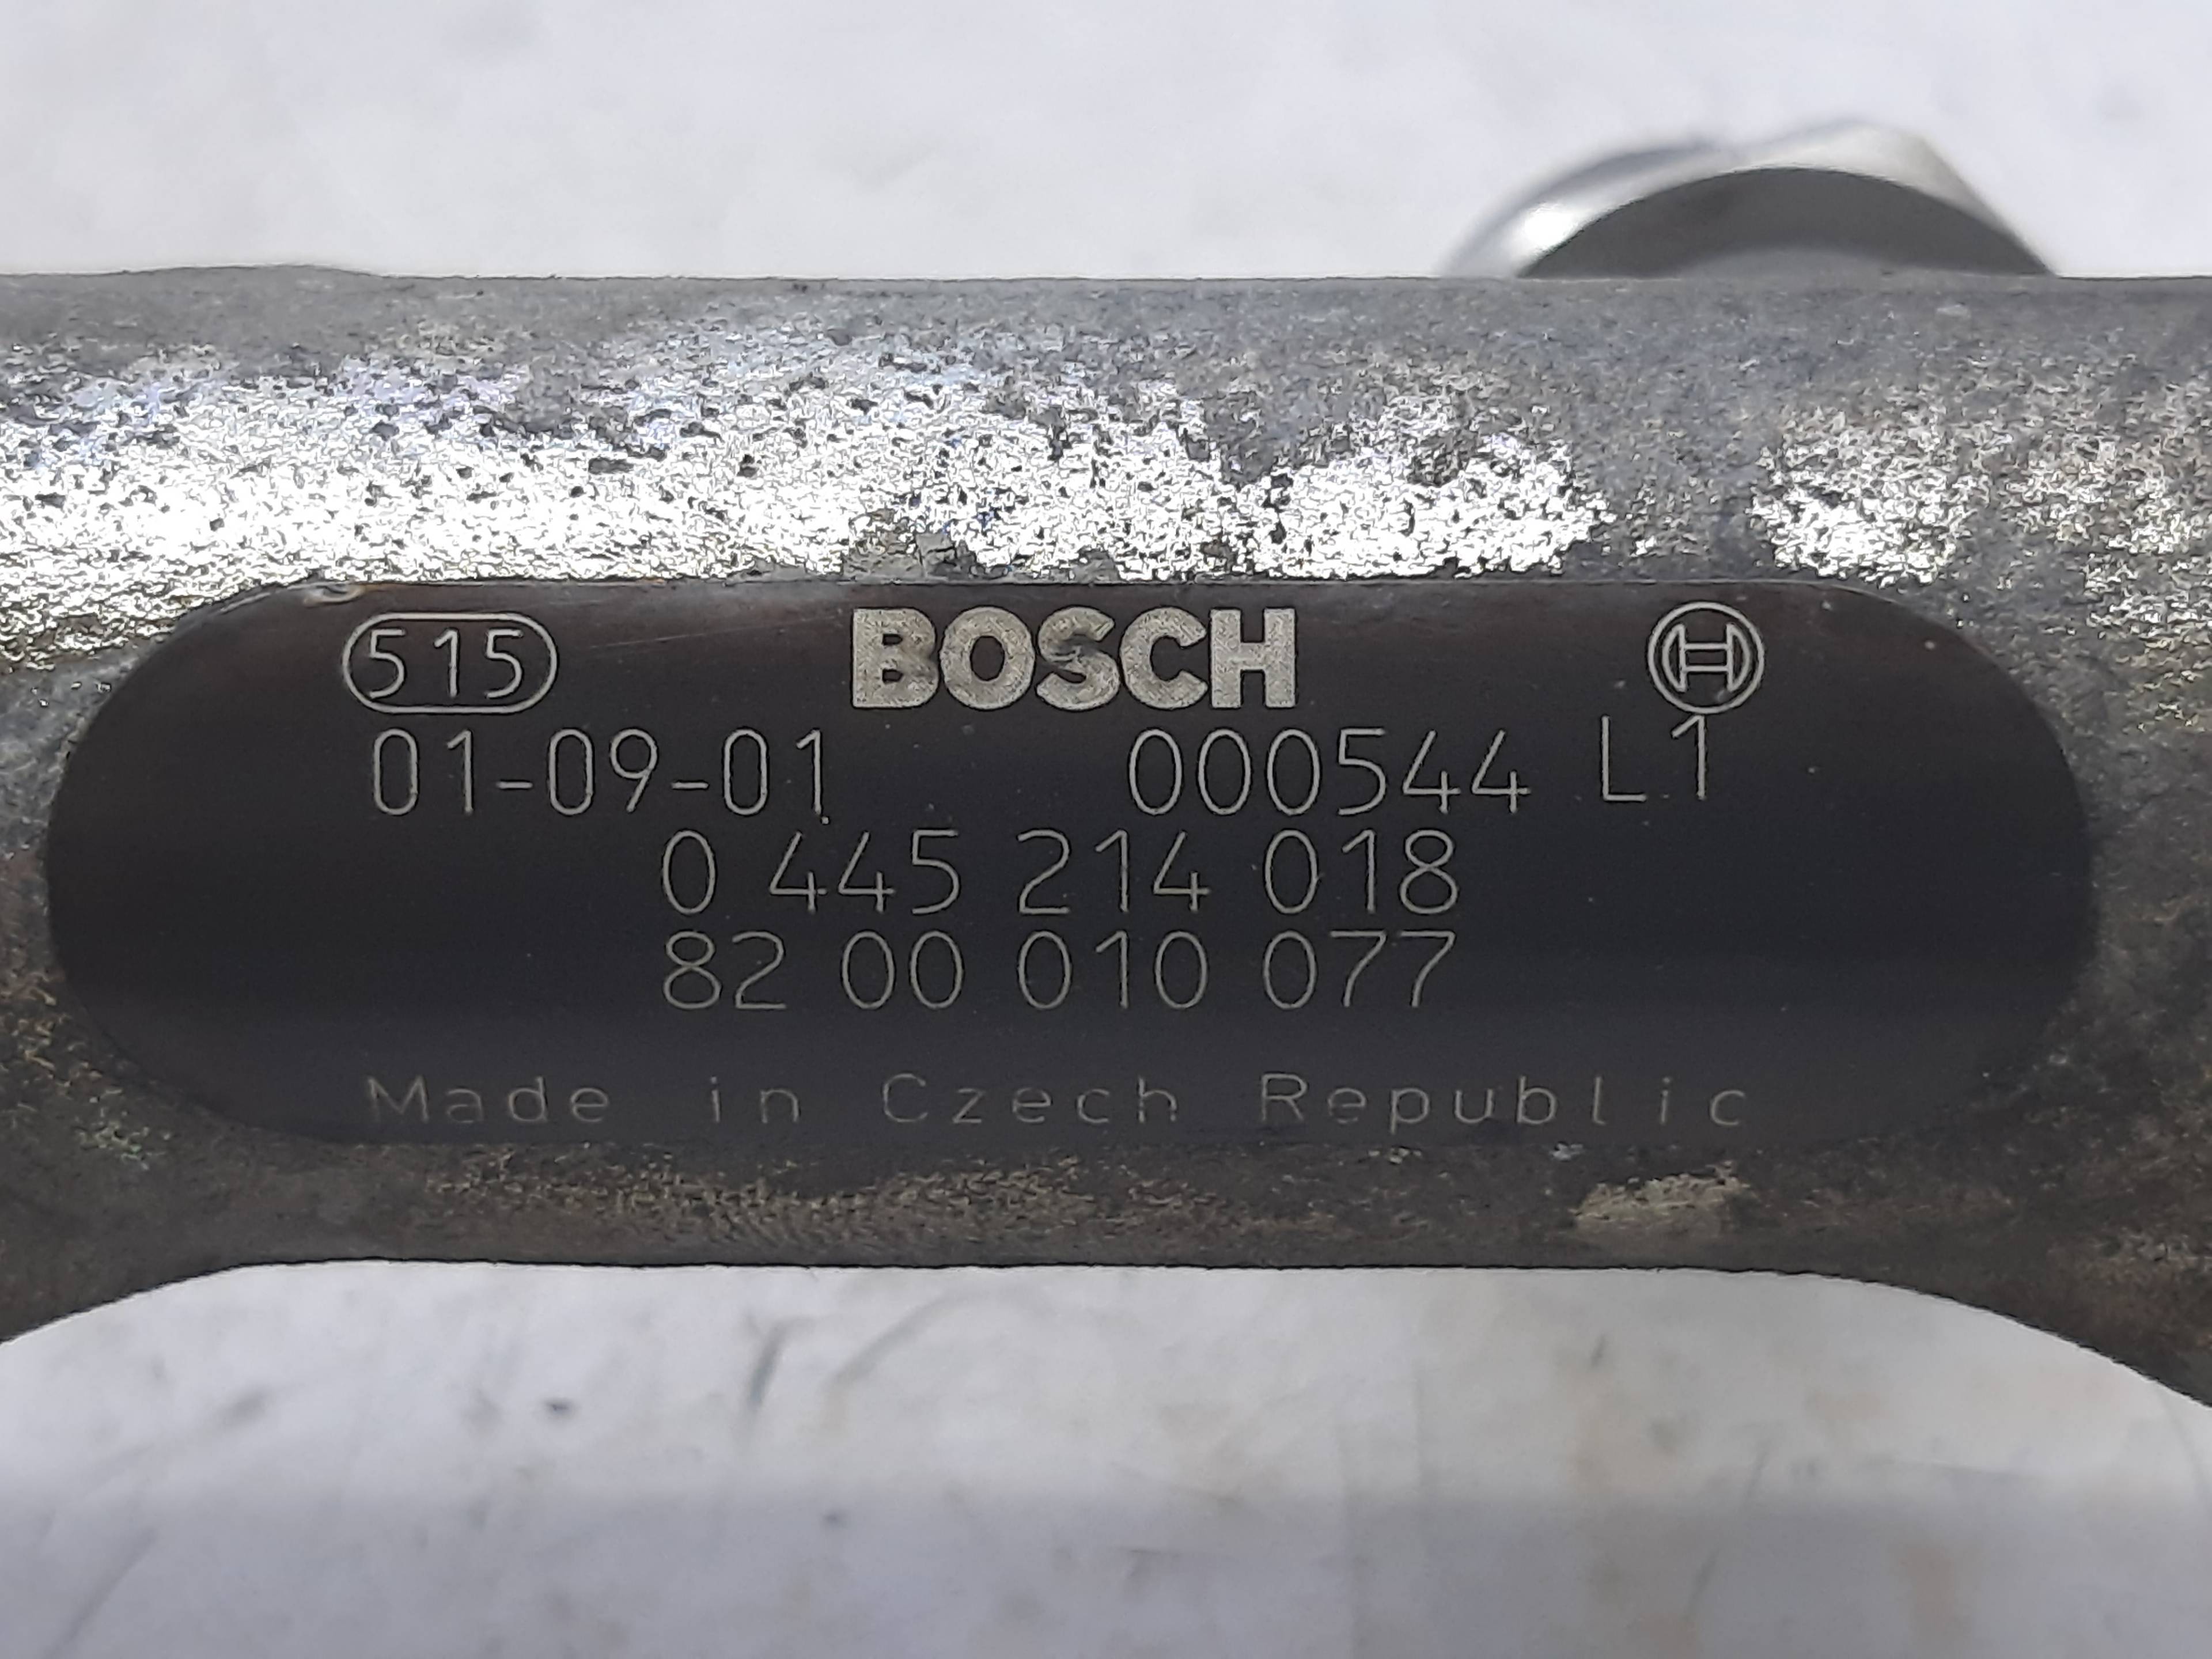 515 BOSCH
01-09-01 000544 L1
0 445 214 018
82 00 010 077
Made in Czech Republic